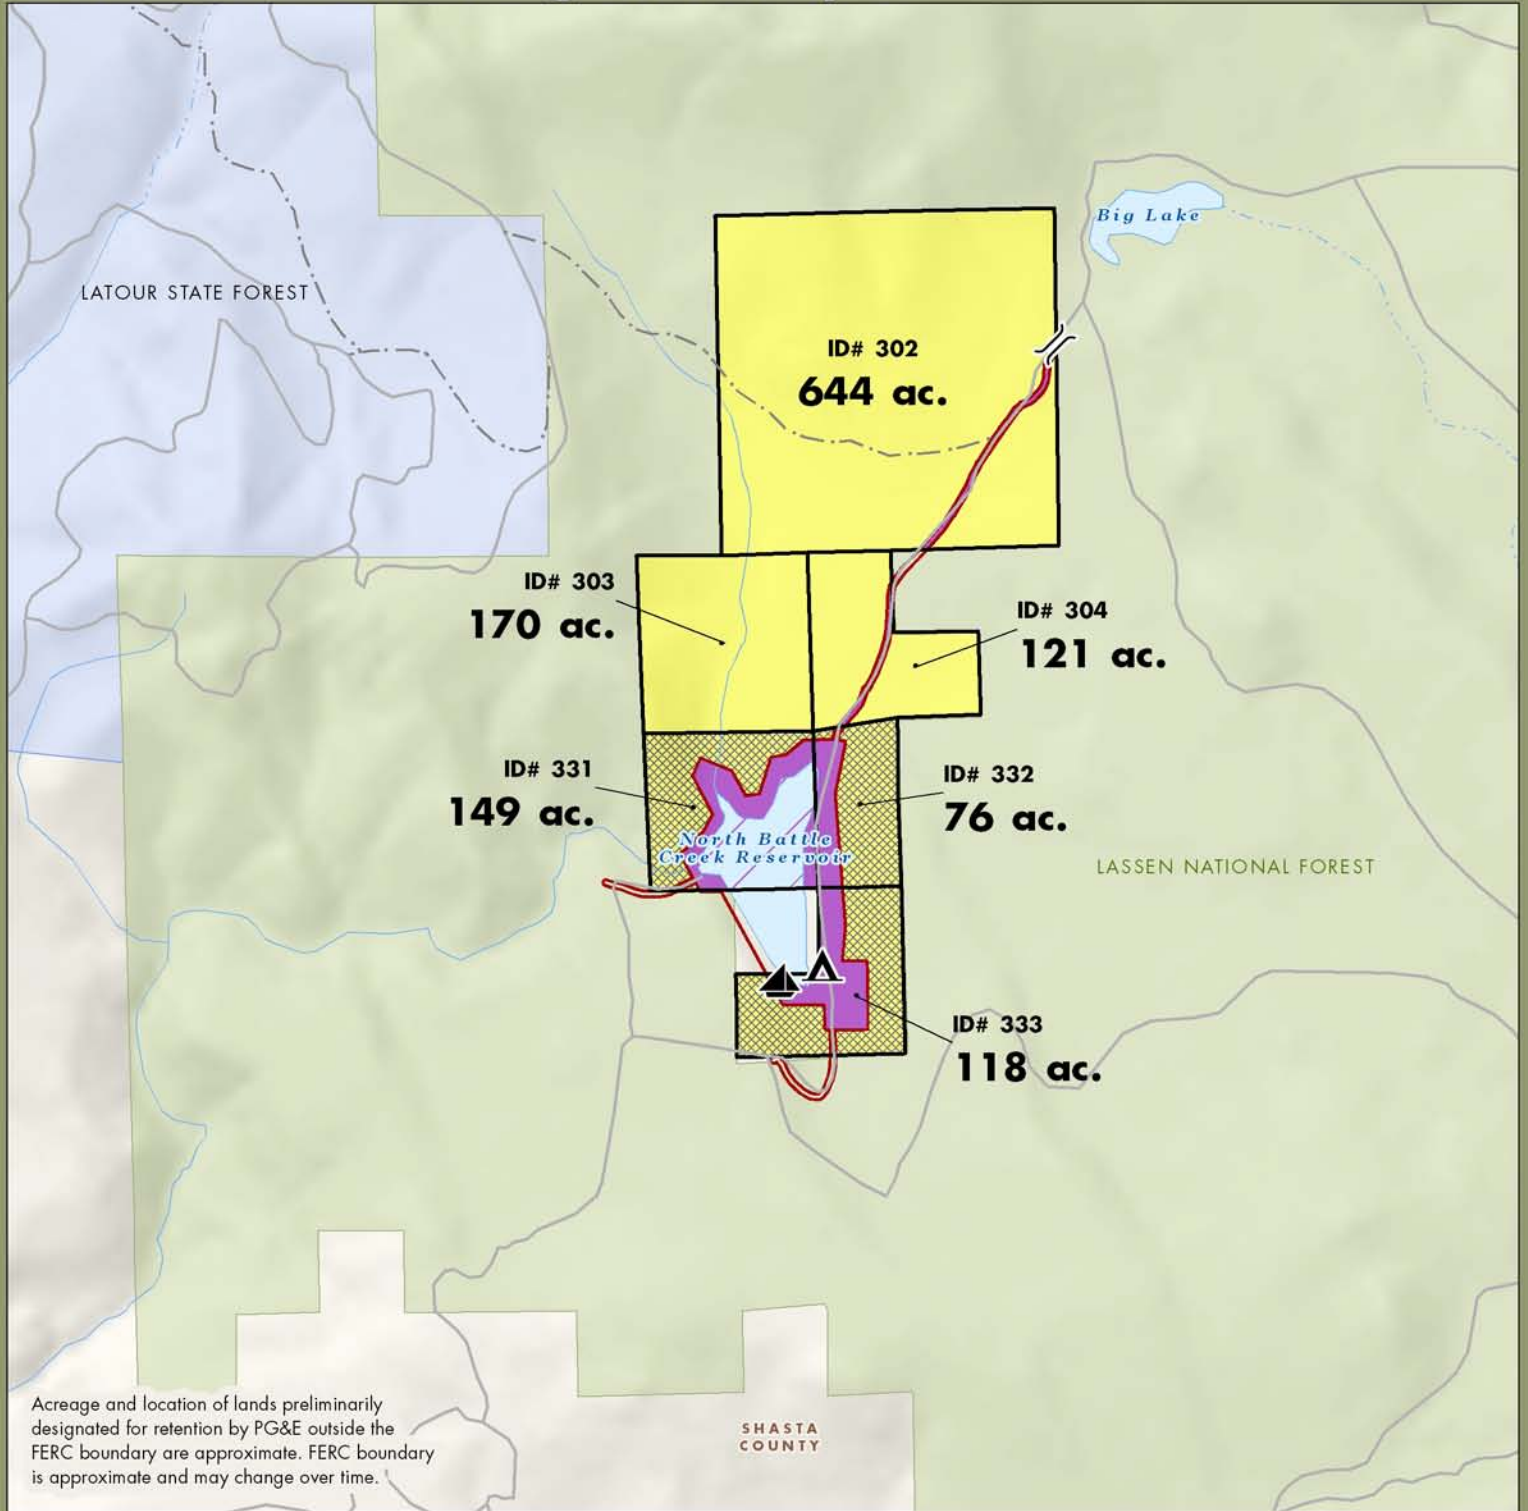 Big Lake
LATOUR STATE FOREST
ID# 302
644 ac.
ID# 303
170 ac.
ID# 304
121 ac.
ID# 331
149 ac.
ID# 332
76 ac.
North Battle
Creek Reservoir
LASSEN NATIONAL FOREST
ID# 333
118 ac.
Acreage and location of lands preliminarily
designated for retention by PG&E outside the
FERC boundary are approximate. FERC boundary
is approximate and may change over time.
SHASTA
COUNTY